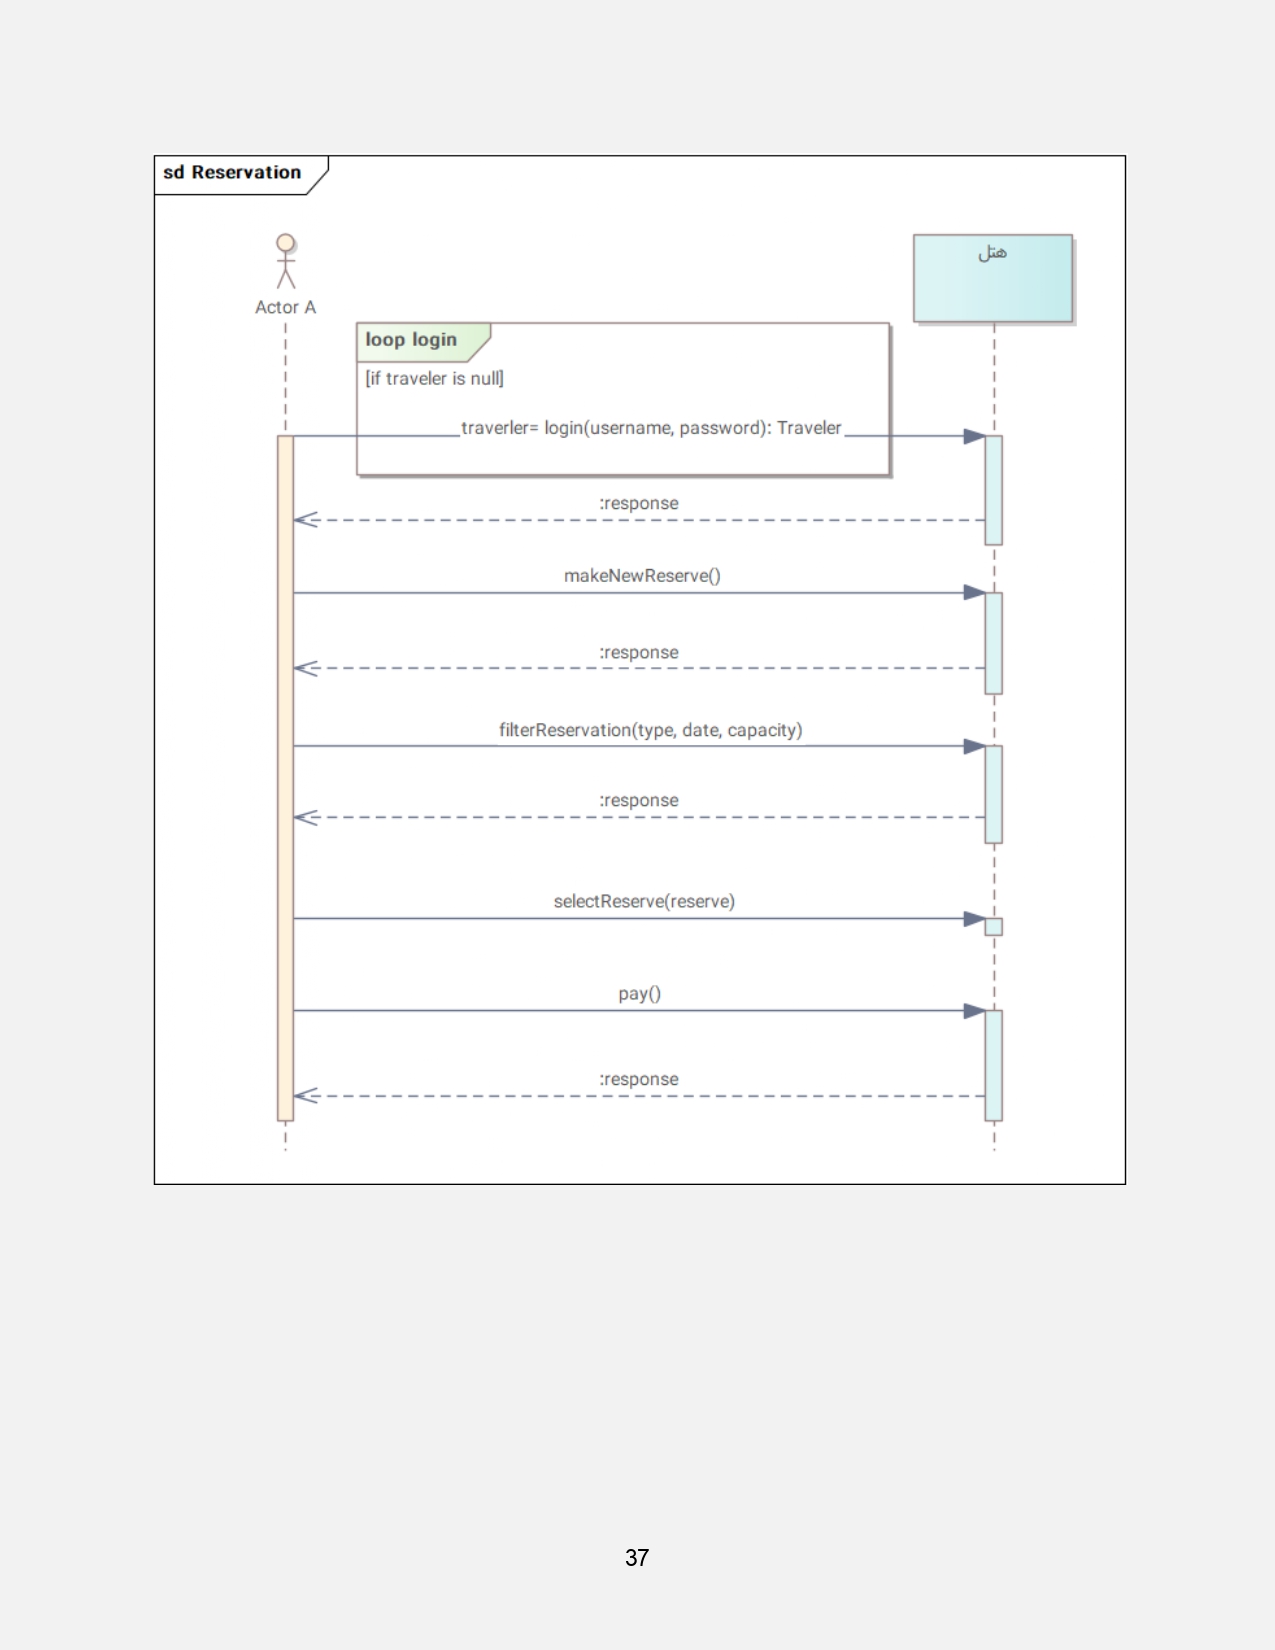 sd Reservation
Actor A
هتل
loop login
[if traveler is null]
traverler= login(username, password): Traveler
:response
makeNewReserve()
:response
filterReservation(type, date, capacity)
:response
selectReserve(reserve)
pay()
:response
37